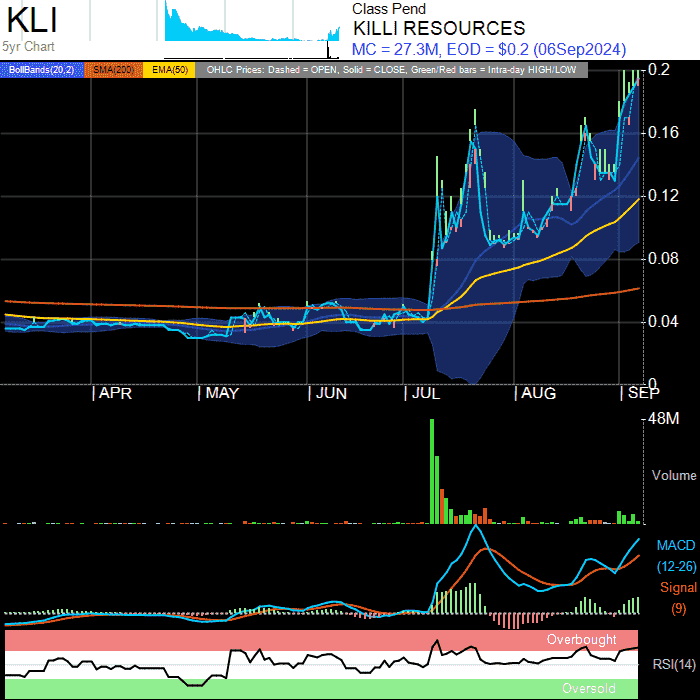 KLI
5yr Chart
Class Pend
KILLI RESOURCES
MC = 27.3M, EOD = $0.2 (06Sep2024)
BollBands(20,2) SMA(200) EMA(50) OHLC Prices: Dashed = OPEN, Solid = CLOSE, Green/Red bars = Intra-day HIGH/LOW
0.2
0.16
0.12
0.08
0.04
0
APR MAY JUN JUL AUG SEP
48M
Volume
MACD
(12-26)
Signal
(9)
Overbought
RSI(14)
Oversold